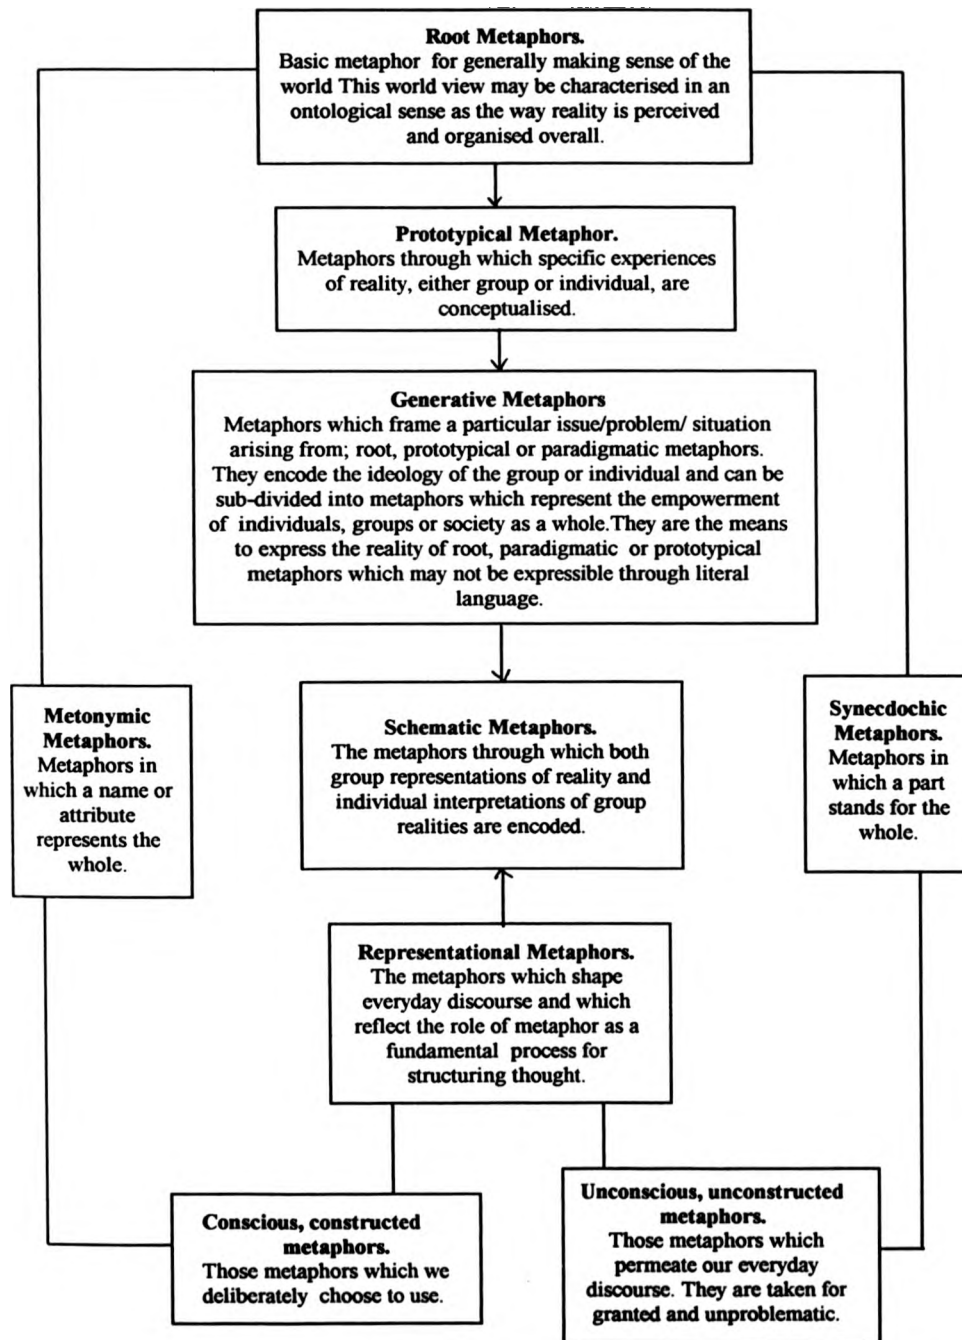 Root Metaphors.
Basic metaphor for generally making sense of the
world This world view may be characterised in an
ontological sense as the way reality is perceived
and organised overall.
Prototypical Metaphor.
Metaphors through which specific experiences
of reality, either group or individual, are
conceptualised.
Generative Metaphors
Metaphors which frame a particular issue/problem/ situation
arising from; root, prototypical or paradigmatic metaphors.
They encode the ideology of the group or individual and can be
sub-divided into metaphors which represent the empowerment
of individuals, groups or society as a whole.They are the means
to express the reality of root, paradigmatic or prototypical
metaphors which may not be expressible through literal
language.
Metonymic
Metaphors.
Metaphors in
which a name or
attribute
represents the
whole.
Schematic Metaphors.
The metaphors through which both
group representations of reality and
individual interpretations of group
realities are encoded.
Synecdochic
Metaphors.
Metaphors in
which a part
stands for the
whole.
Representational Metaphors.
The metaphors which shape
everyday discourse and which
reflect the role of metaphor as a
fundamental process for
structuring thought.
Conscious, constructed
metaphors.
Those metaphors which we
deliberately choose to use.
Unconscious, unconstructed
metaphors.
Those metaphors which
permeate our everyday
discourse. They are taken for
granted and unproblematic.